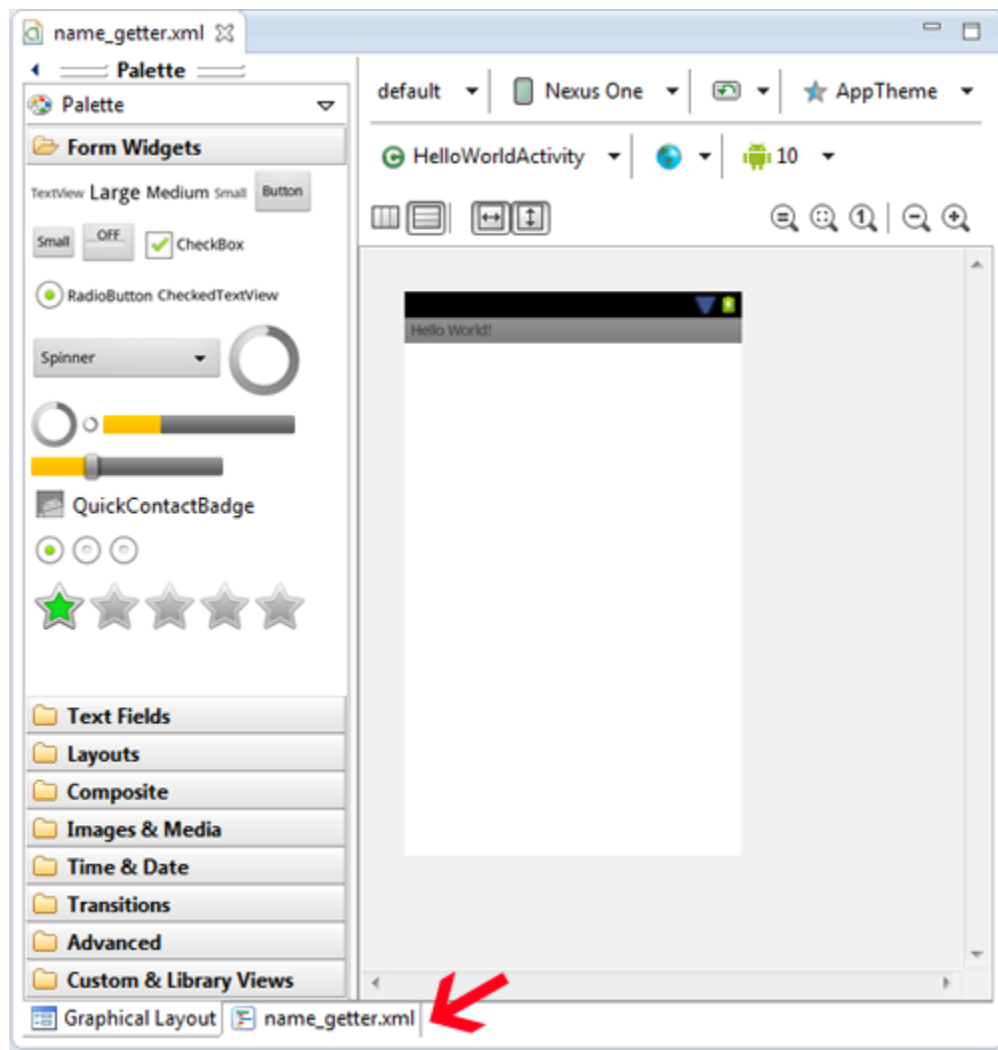 name_getter.xml
Palette
Palette
Form Widgets
TextView Large Medium Small Button
Small OFF CheckBox
RadioButton CheckedTextView
Spinner
QuickContactBadge
Text Fields
Layouts
Composite
Images & Media
Time & Date
Transitions
Advanced
Custom & Library Views
Graphical Layout name_getter.xml
default Nexus One AppTheme
HelloWorldActivity 10
1
Hello World!